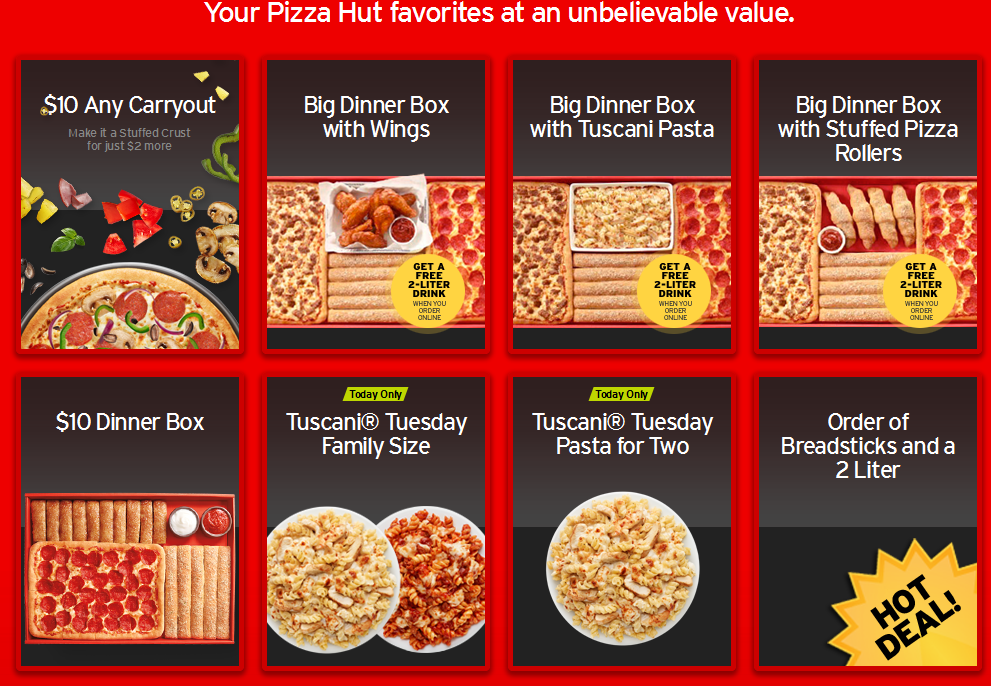 Your Pizza Hut favorites at an unbelievable value.
$10 Any Carryout
Make it a Stuffed Crust
for just $2 more
Big Dinner Box
with Wings
GET A
FREE
2-LITER
DRINK
WHEN YOU
ORDER
ONLINE
Big Dinner Box
with Tuscani Pasta
GET A
FREE
2-LITER
DRINK
WHEN YOU
ORDER
ONLINE
Big Dinner Box
with Stuffed Pizza
Rollers
GET A
FREE
2-LITER
DRINK
WHEN YOU
ORDER
ONLINE
$10 Dinner Box
Today Only
Tuscani® Tuesday
Family Size
Today Only
Tuscani® Tuesday
Pasta for Two
Order of
Breadsticks and a
2 Liter
HOT
DEAL!